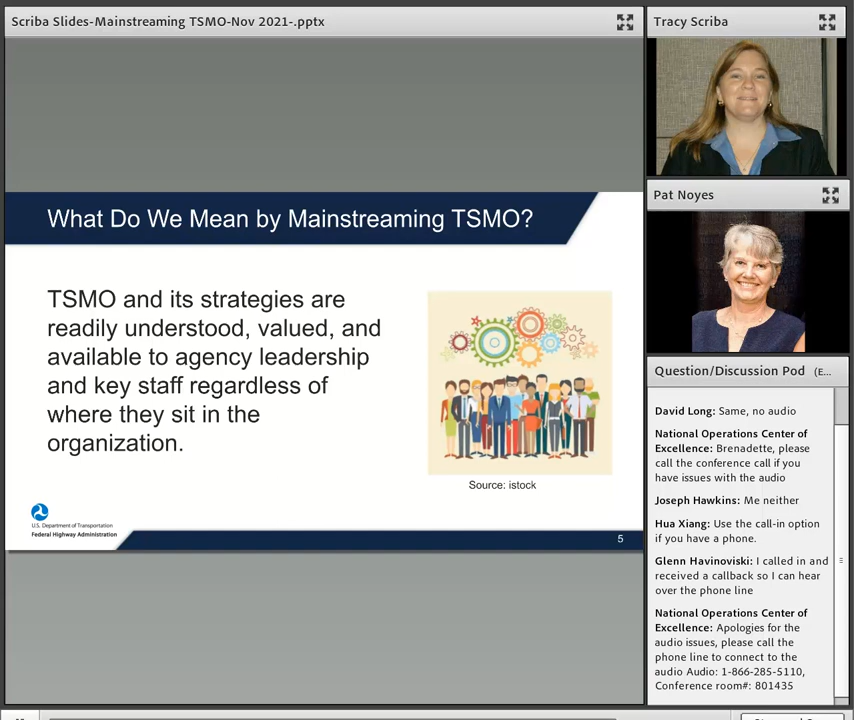 Scriba Slides-Mainstreaming TSMO-Nov 2021-.pptx
What Do We Mean by Mainstreaming TSMO?
TSMO and its strategies are
readily understood, valued, and
available to agency leadership
and key staff regardless of
where they sit in the
organization.
Source: istock
U.S. Department of Transportation
Federal Highway Administration
5
Tracy Scriba
Pat Noyes
Question/Discussion Pod (E...
David Long: Same, no audio
National Operations Center of
Excellence: Brenadette, please
call the conference call if you
have issues with the audio
Joseph Hawkins: Me neither
Hua Xiang: Use the call-in option
if you have a phone.
Glenn Havinoviski: I called in and
received a callback so I can hear
over the phone line
National Operations Center of
Excellence: Apologies for the
audio issues, please call the
phone line to connect to the
audio Audio: 1-866-285-5110,
Conference room#: 801435